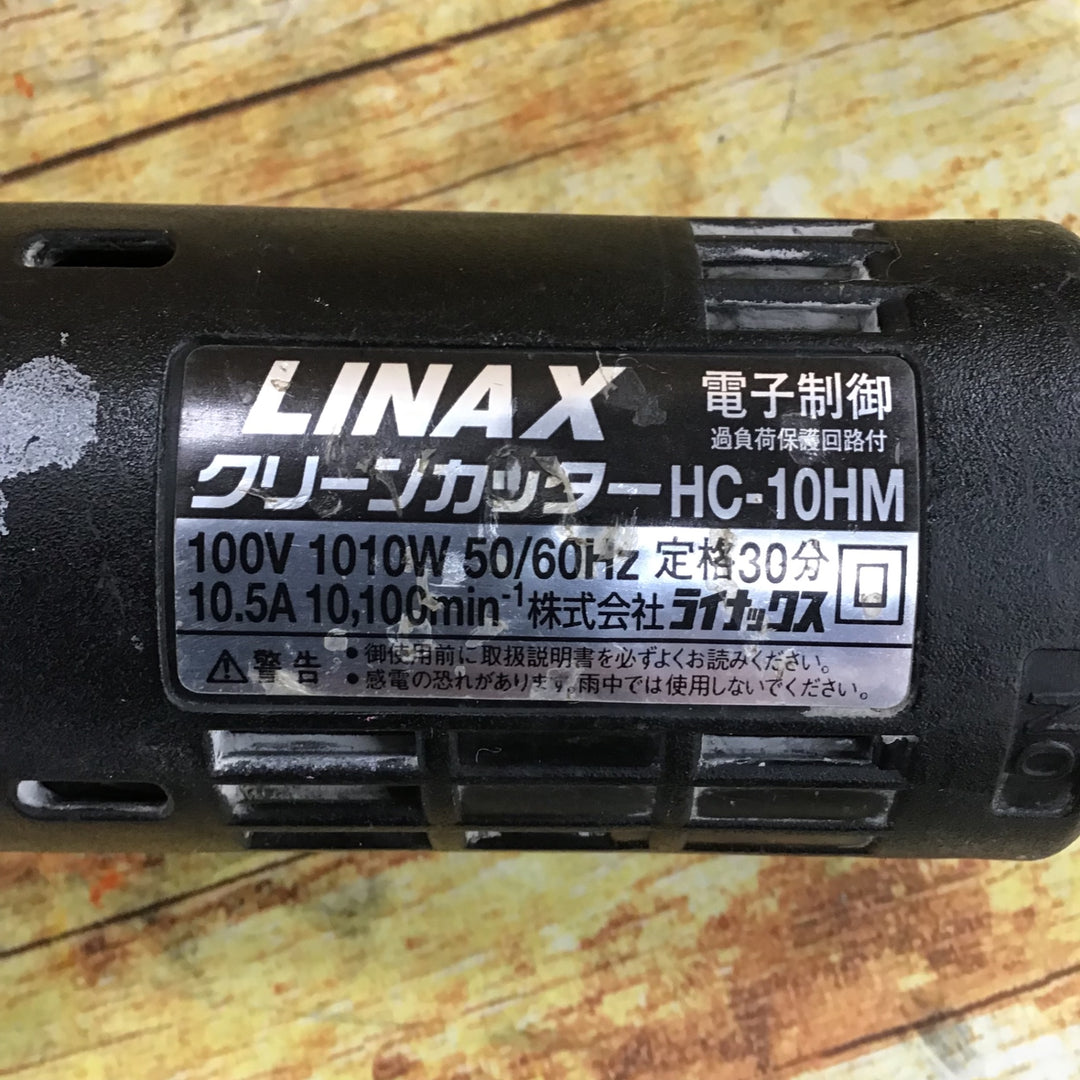 LINAX
電子制御
過負荷保護回路付
クリーンカッター HC-10HM
100V 1010W 50/60Hz 定格30分
10.5A 10,100min⁻¹ 株式会社 ライナックス
⚠警告
・御使用前に取扱説明書を必ずよくお読みください。
・感電の恐れがあります。雨中では使用しないでください。
NO